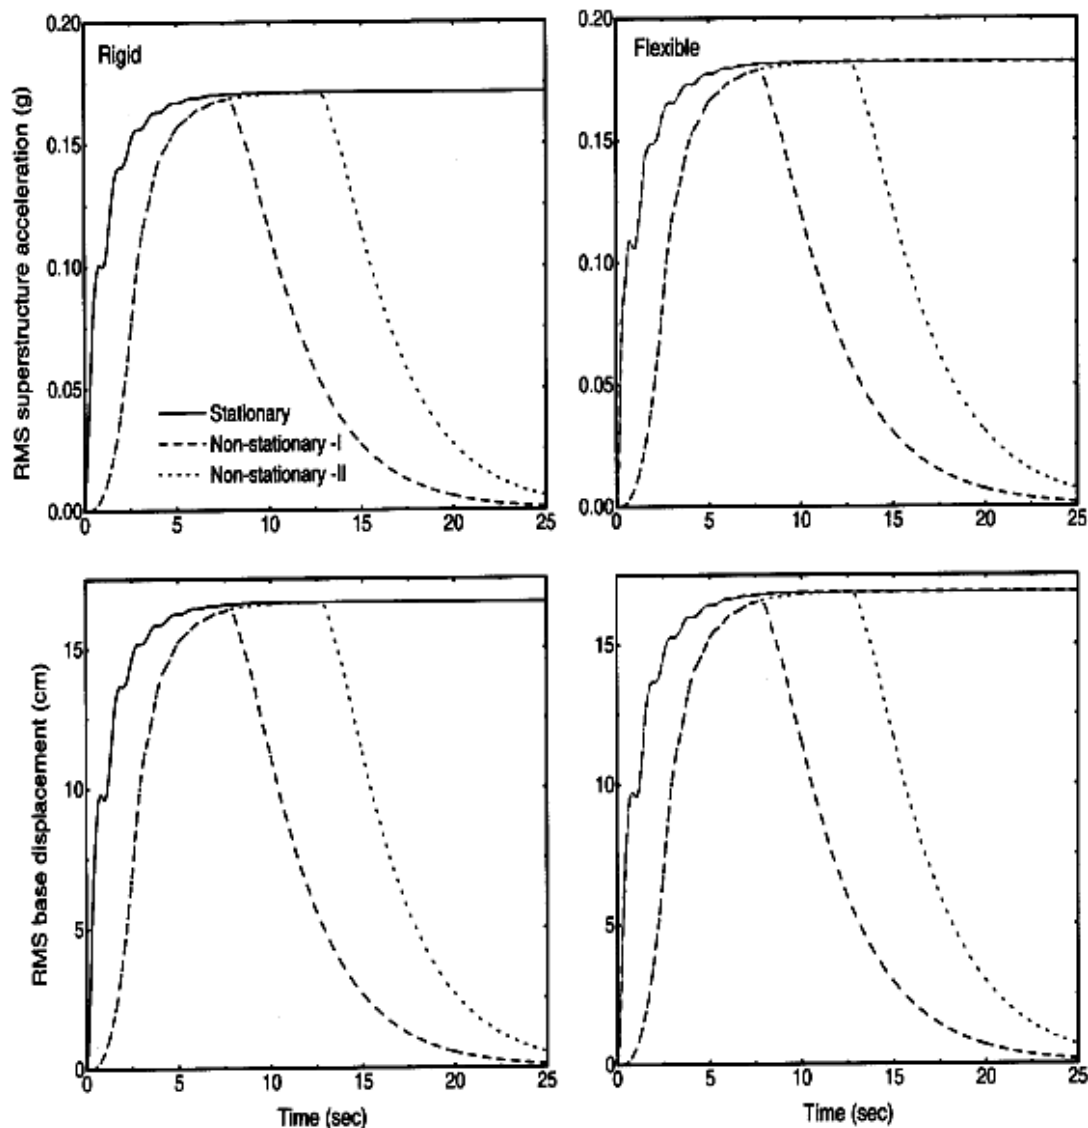 Rigid
RMS superstructure acceleration (g)
0.20
0.15
0.10
0.05
0.00
Stationary
Non-stationary -I
Non-stationary -II
0 5 10 15 20 25
Flexible
0.20
0.15
0.10
0.05
0.00
0 5 10 15 20 25
RMS base displacement (cm)
15
10
5
0
0 5 10 15 20 25
Time (sec)
15
10
5
0
0 5 10 15 20 25
Time (sec)